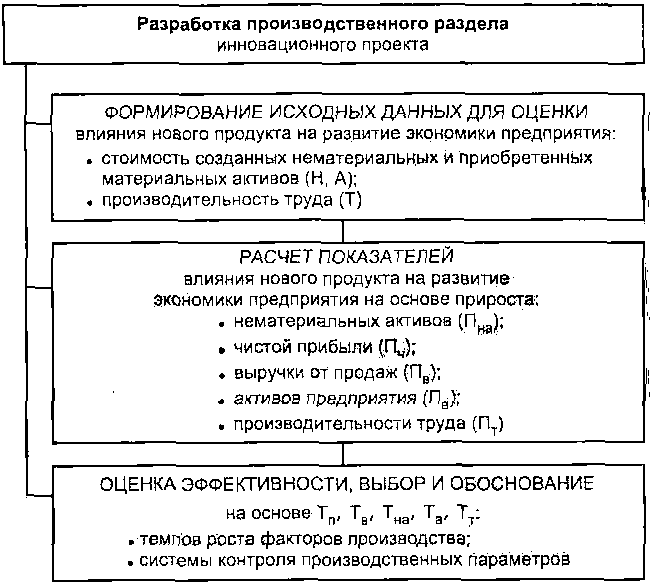 Разработка производственного раздела
инновационного проекта
ФОРМИРОВАНИЕ ИСХОДНЫХ ДАННЫХ ДЛЯ ОЦЕНКИ
влияния нового продукта на развитие экономики предприятия:
• стоимость созданных нематериальных и приобретенных
материальных активов (Н, А);
• производительность труда (Т)
РАСЧЕТ ПОКАЗАТЕЛЕЙ
влияния нового продукта на развитие
экономики предприятия на основе прироста:
• нематериальных активов (Пна);
• чистой прибыли (Пч);
• выручки от продаж (Пв);
• активов предприятия (Па);
• производительности труда (Пт)
ОЦЕНКА ЭФФЕКТИВНОСТИ, ВЫБОР И ОБОСНОВАНИЕ
на основе Тп, Тв, Тна, Та, Тт:
• темпов роста факторов производства;
• системы контроля производственных параметров